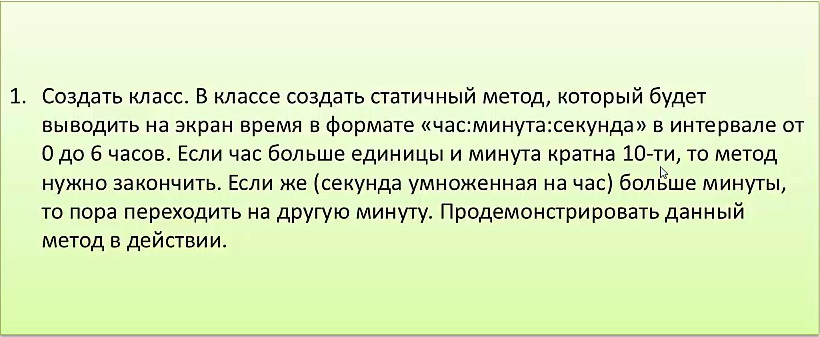 1. Создать класс. В классе создать статичный метод, который будет
выводить на экран время в формате «час:минута:секунда» в интервале от
0 до 6 часов. Если час больше единицы и минута кратна 10-ти, то метод
нужно закончить. Если же (секунда умноженная на час) больше минуты,
то пора переходить на другую минуту. Продемонстрировать данный
метод в действии.